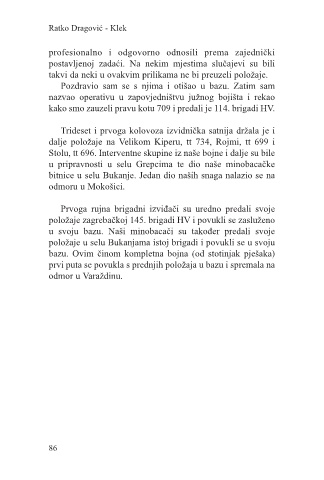 Ratko Dragović - Klek
profesionalno i odgovorno odnosili prema zajednički
postavljenoj zadaći. Na nekim mjestima slučajevi su bili
takvi da neki u ovakvim prilikama ne bi preuzeli položaje.
Pozdravio sam se s njima i otišao u bazu. Zatim sam
nazvao operativu u zapovjedništvu južnog bojišta i rekao
kako smo zauzeli pravu kotu 709 i predali je 114. brigadi HV.
Trideset i prvoga kolovoza izvidnička satnija držala je i
dalje položaje na Velikom Kiperu, tt 734, Rojmi, tt 699 i
Stolu, tt 696. Interventne skupine iz naše bojne i dalje su bile
u pripravnosti u selu Grepcima te dio naše minobacačke
bitnice u selu Bukanje. Jedan dio naših snaga nalazio se na
odmoru u Mokošici.
Prvoga rujna brigadni izviđači su uredno predali svoje
položaje zagrebačkoj 145. brigadi HV i povukli se zasluženo
u svoju bazu. Naši minobacači su također predali svoje
položaje u selu Bukanjama istoj brigadi i povukli se u svoju
bazu. Ovim činom kompletna bojna (od stotinjak pješaka)
prvi puta se povukla s prednjih položaja u bazu i spremala na
odmor u Varaždinu.
86